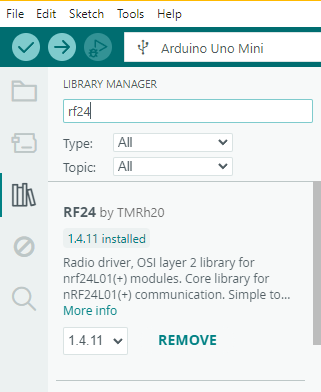 File Edit Sketch Tools Help
Arduino Uno Mini
LIBRARY MANAGER
rf24
Type: All
Topic: All
RF24 by TMRh20
1.4.11 installed
Radio driver, OSI layer 2 library for
nrf24L01(+) modules. Core library for
nRF24L01(+) communication. Simple to...
More info
1.4.11 REMOVE